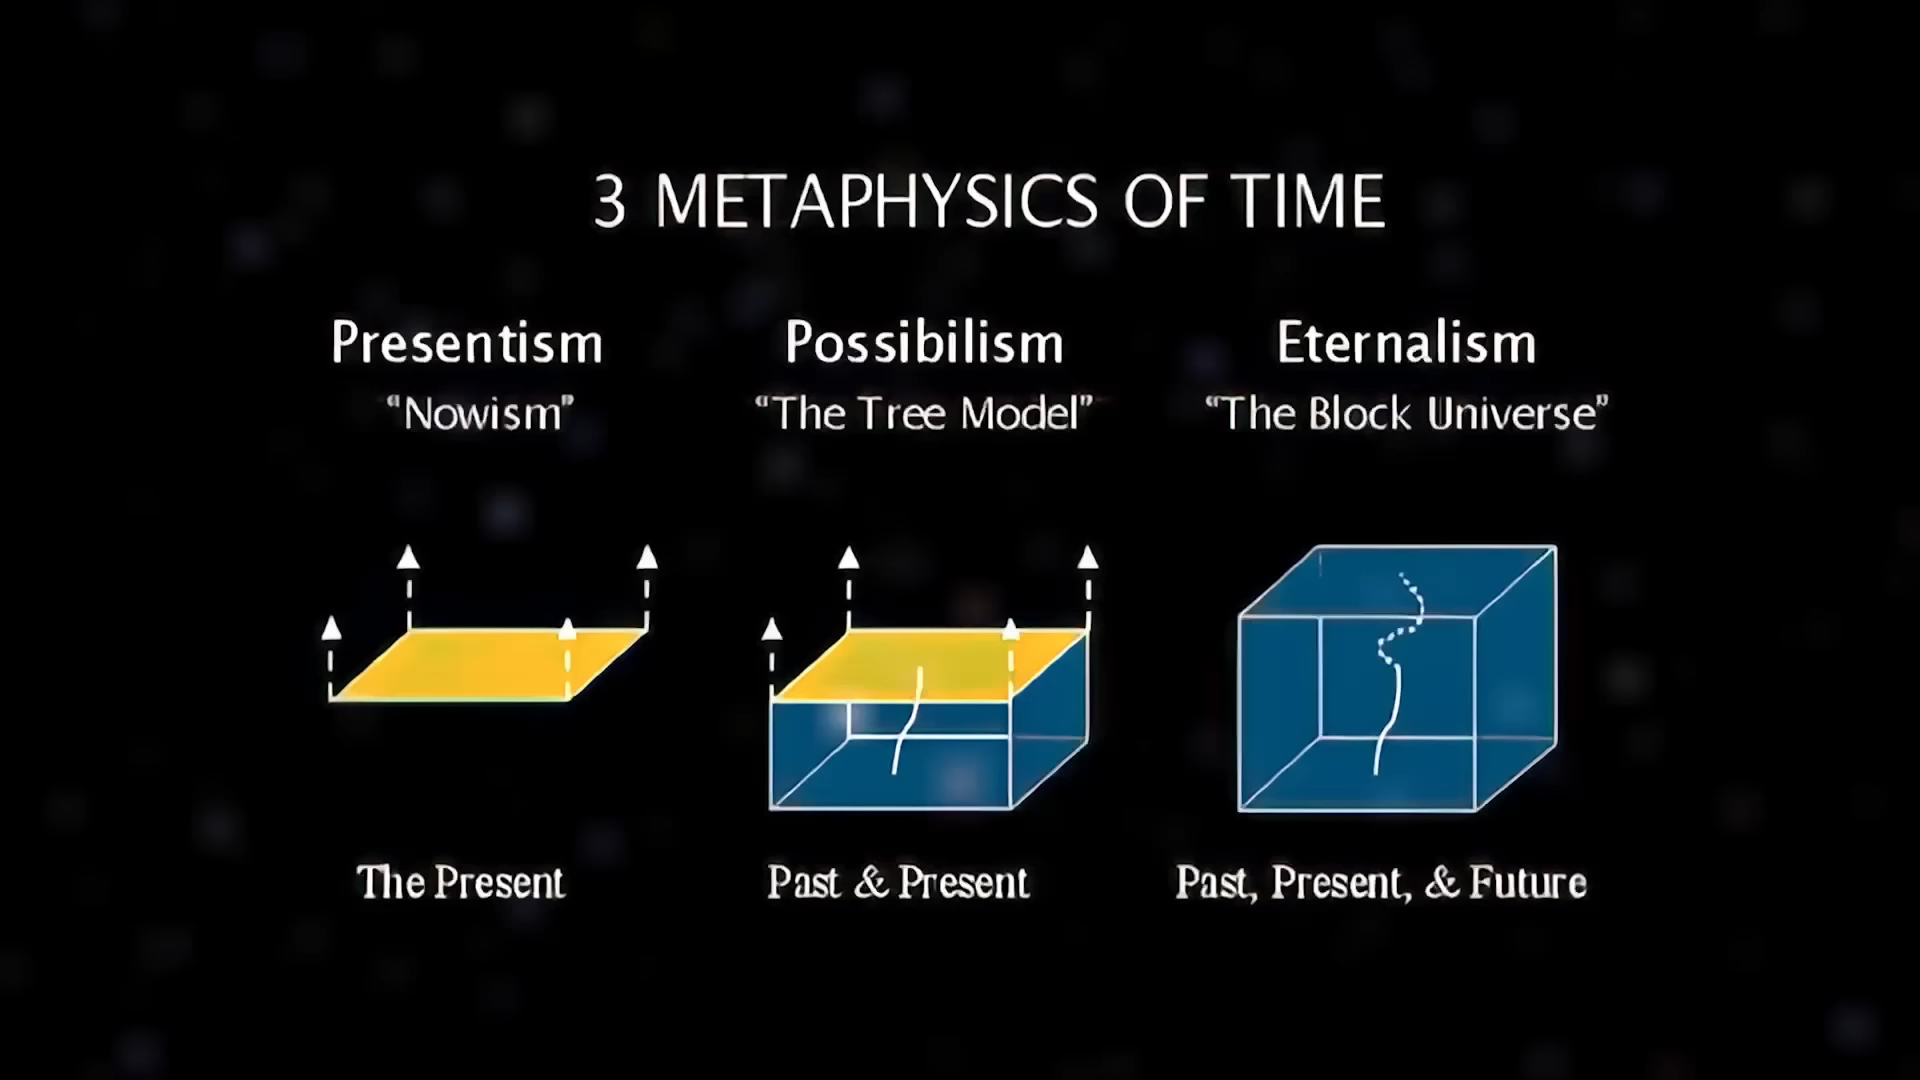 3 METAPHYSICS OF TIME
Presentism
"Nowism"
Possibilism
"The Tree Model"
Eternalism
"The Block Universe"
The Present
Past & Present
Past, Present, & Future